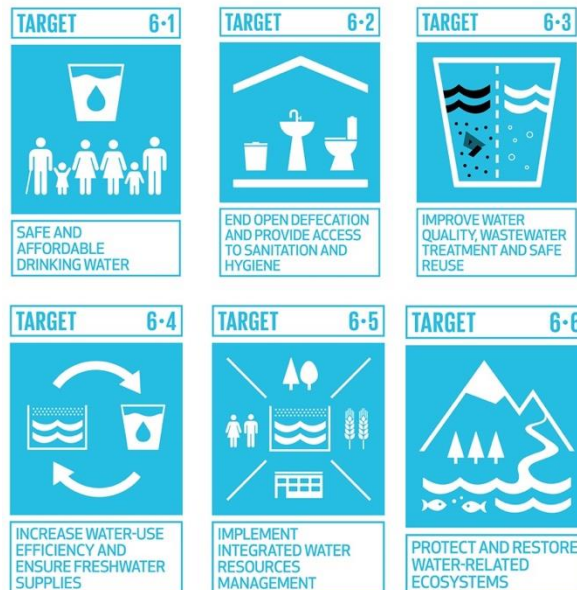 TARGET 6·1
SAFE AND
AFFORDABLE
DRINKING WATER
TARGET 6·2
END OPEN DEFECATION
AND PROVIDE ACCESS
TO SANITATION AND
HYGIENE
TARGET 6·3
IMPROVE WATER
QUALITY, WASTEWATER
TREATMENT AND SAFE
REUSE
TARGET 6·4
INCREASE WATER-USE
EFFICIENCY AND
ENSURE FRESHWATER
SUPPLIES
TARGET 6·5
IMPLEMENT
INTEGRATED WATER
RESOURCES
MANAGEMENT
TARGET 6·6
PROTECT AND RESTORE
WATER-RELATED
ECOSYSTEMS